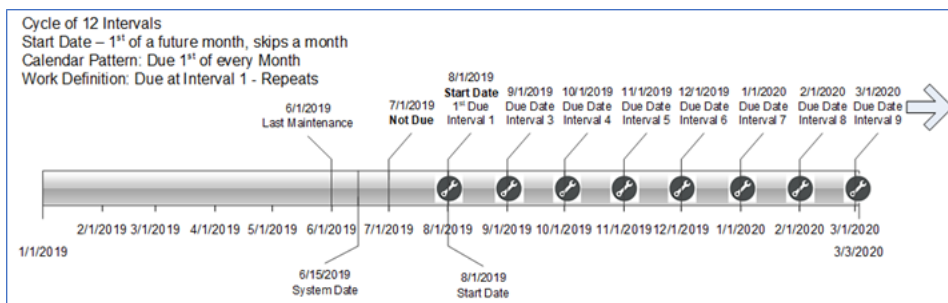 Cycle of 12 Intervals
Start Date – 1st of a future month, skips a month
Calendar Pattern: Due 1st of every Month
Work Definition: Due at Interval 1 - Repeats
6/1/2019
Last Maintenance
7/1/2019
Not Due
8/1/2019
Start Date
1st Due
Interval 1
9/1/2019
Due Date
Interval 3
10/1/2019
Due Date
Interval 4
11/1/2019
Due Date
Interval 5
12/1/2019
Due Date
Interval 6
1/1/2020
Due Date
Interval 7
2/1/2020
Due Date
Interval 8
3/1/2020
Due Date
Interval 9
2/1/2019 3/1/2019 4/1/2019 5/1/2019 6/1/2019 7/1/2019 8/1/2019 9/1/2019 10/1/2019 11/1/2019 12/1/2019 1/1/2020 2/1/2020 3/1/2020
1/1/2019 3/3/2020
6/15/2019
System Date
8/1/2019
Start Date